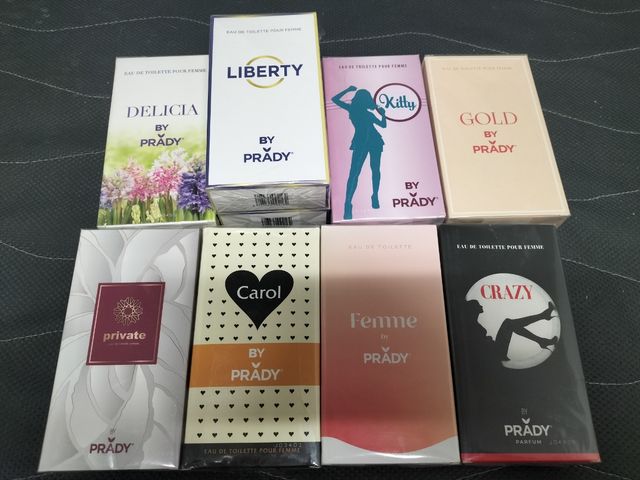 EAU DE TOILETTE POUR FEMME
DELICIA
BY
PRADY
EAU DE TOILETTE POUR FEMME
LIBERTY
BY
PRADY
EAU DE TOILETTE POUR FEMME
Kitty
BY
PRADY
EAU DE TOILETTE POUR FEMME
GOLD
BY
PRADY
private
BY
PRADY
Carol
BY
PRADY
JD3402
EAU DE TOILETTE POUR FEMME
EAU DE TOILETTE
Femme
by
PRADY
EAU DE TOILETTE POUR FEMME
CRAZY
BY
PRADY
PARFUM